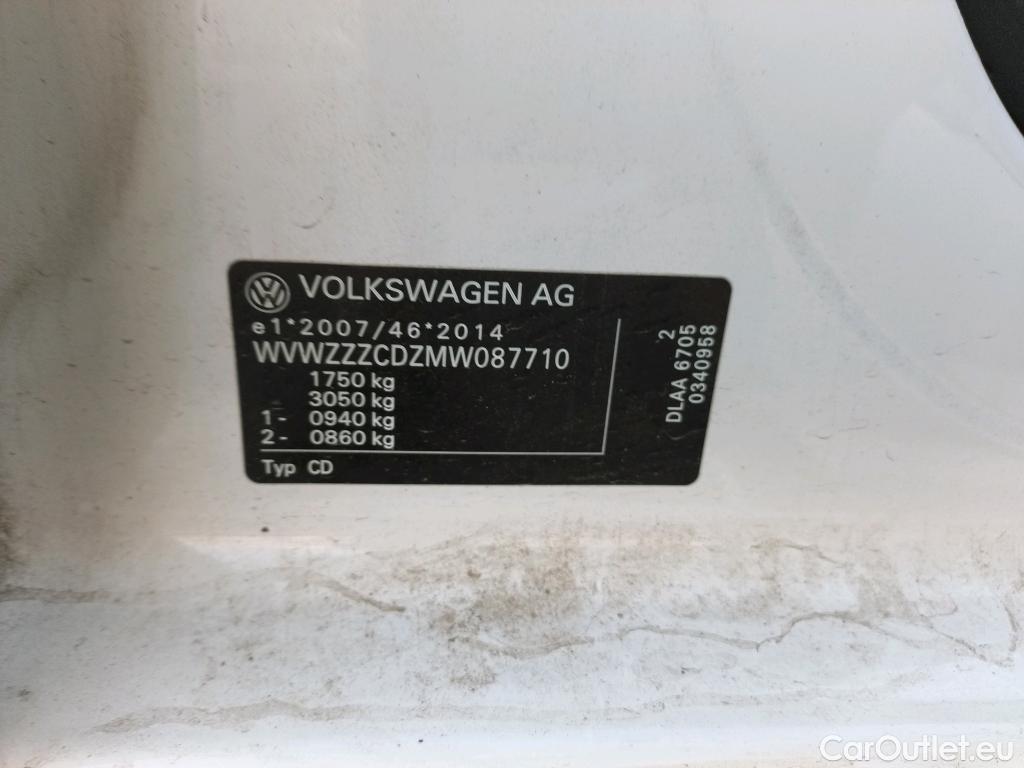 VOLKSWAGEN AG
e1*2007/46*2014
WVWZZZCDZMW087710
1750 kg
3050 kg
1- 0940 kg
2- 0860 kg
Typ CD
2
DLAA 6705
0340958
CarOutlet.eu